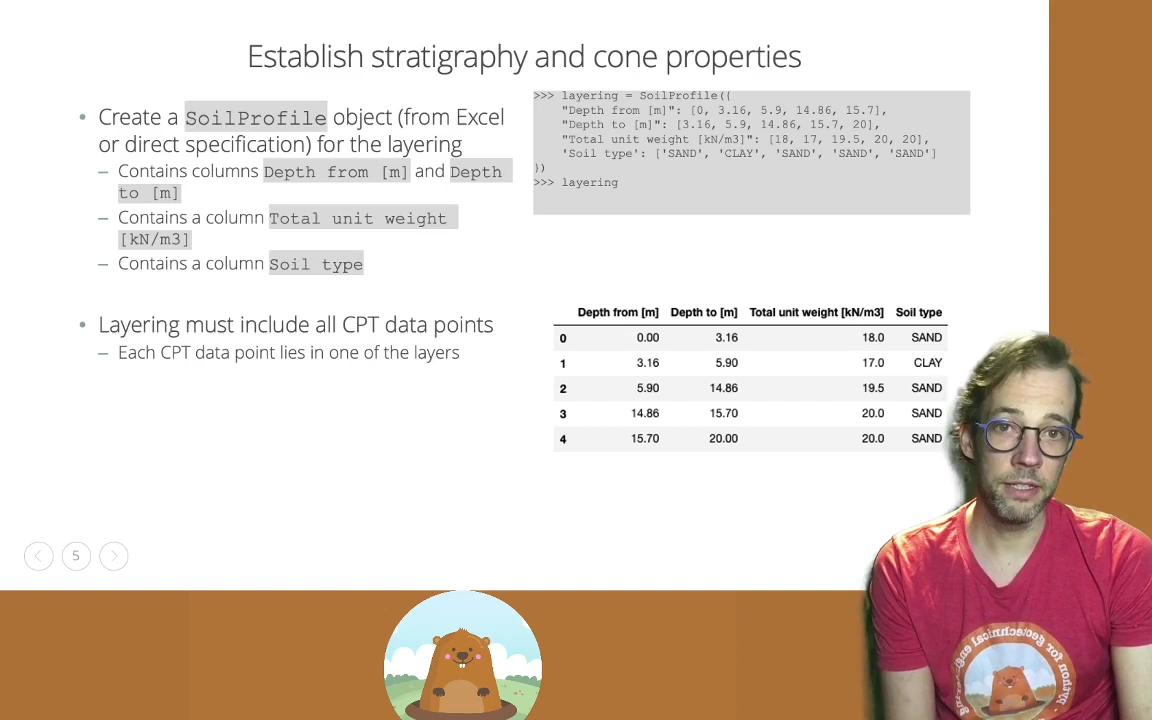 Establish stratigraphy and cone properties
• Create a SoilProfile object (from Excel
or direct specification) for the layering
– Contains columns Depth from [m] and Depth
to [m]
– Contains a column Total unit weight
[kN/m3]
– Contains a column Soil type
• Layering must include all CPT data points
– Each CPT data point lies in one of the layers
>>> layering = SoilProfile({
"Depth from [m]": [0, 3.16, 5.9, 14.86, 15.7],
"Depth to [m]": [3.16, 5.9, 14.86, 15.7, 20],
"Total unit weight [kN/m3]": [18, 17, 19.5, 20, 20],
'Soil type': ['SAND', 'CLAY', 'SAND', 'SAND', 'SAND']
})
>>> layering
Depth from [m] Depth to [m] Total unit weight [kN/m3] Soil type
0 0.00 3.16 18.0 SAND
1 3.16 5.90 17.0 CLAY
2 5.90 14.86 19.5 SAND
3 14.86 15.70 20.0 SAND
4 15.70 20.00 20.0 SAND
5
for geotechnical